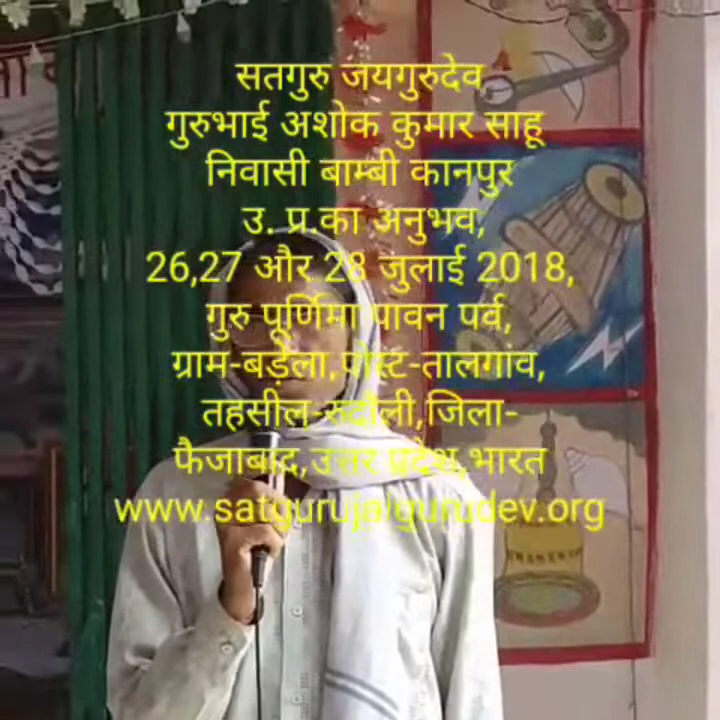 सतगुरु जयगुरुदेव
गुरुभाई अशोक कुमार साहू
निवासी बाम्बी कानपुर
उ. प्र.का अनुभव,
26,27 और 28 जुलाई 2018,
गुरु पूर्णिमा पावन पर्व,
ग्राम-बड़ेला,पोस्ट-तालगांव,
तहसील-रुदौली,जिला-
फैजाबाद,उत्तर प्रदेश,भारत
www.satgurujaigurudev.org